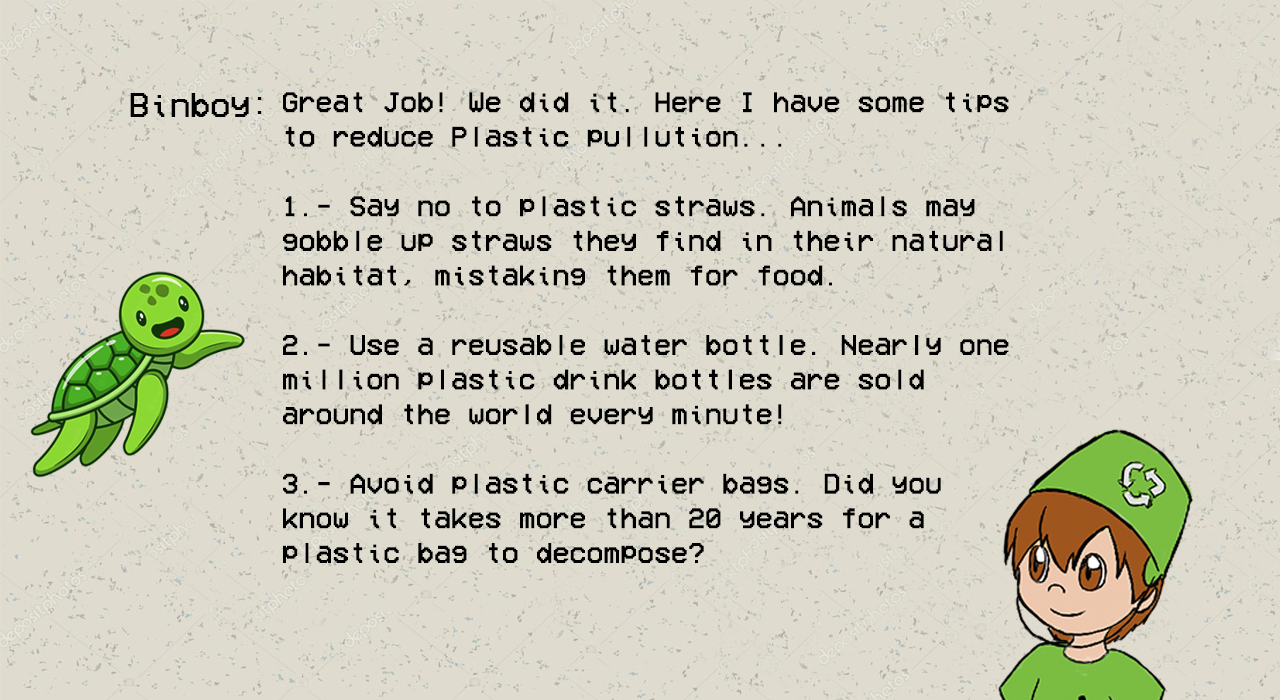 Binboy: Great Job! We did it. Here I have some tips
to reduce Plastic pullution...
1.- Say no to plastic straws. Animals may
gobble up straws they find in their natural
habitat, mistaking them for food.
2.- Use a reusable water bottle. Nearly one
million plastic drink bottles are sold
around the world every minute!
3.- Avoid plastic carrier bags. Did you
know it takes more than 20 years for a
plastic bag to decompose?